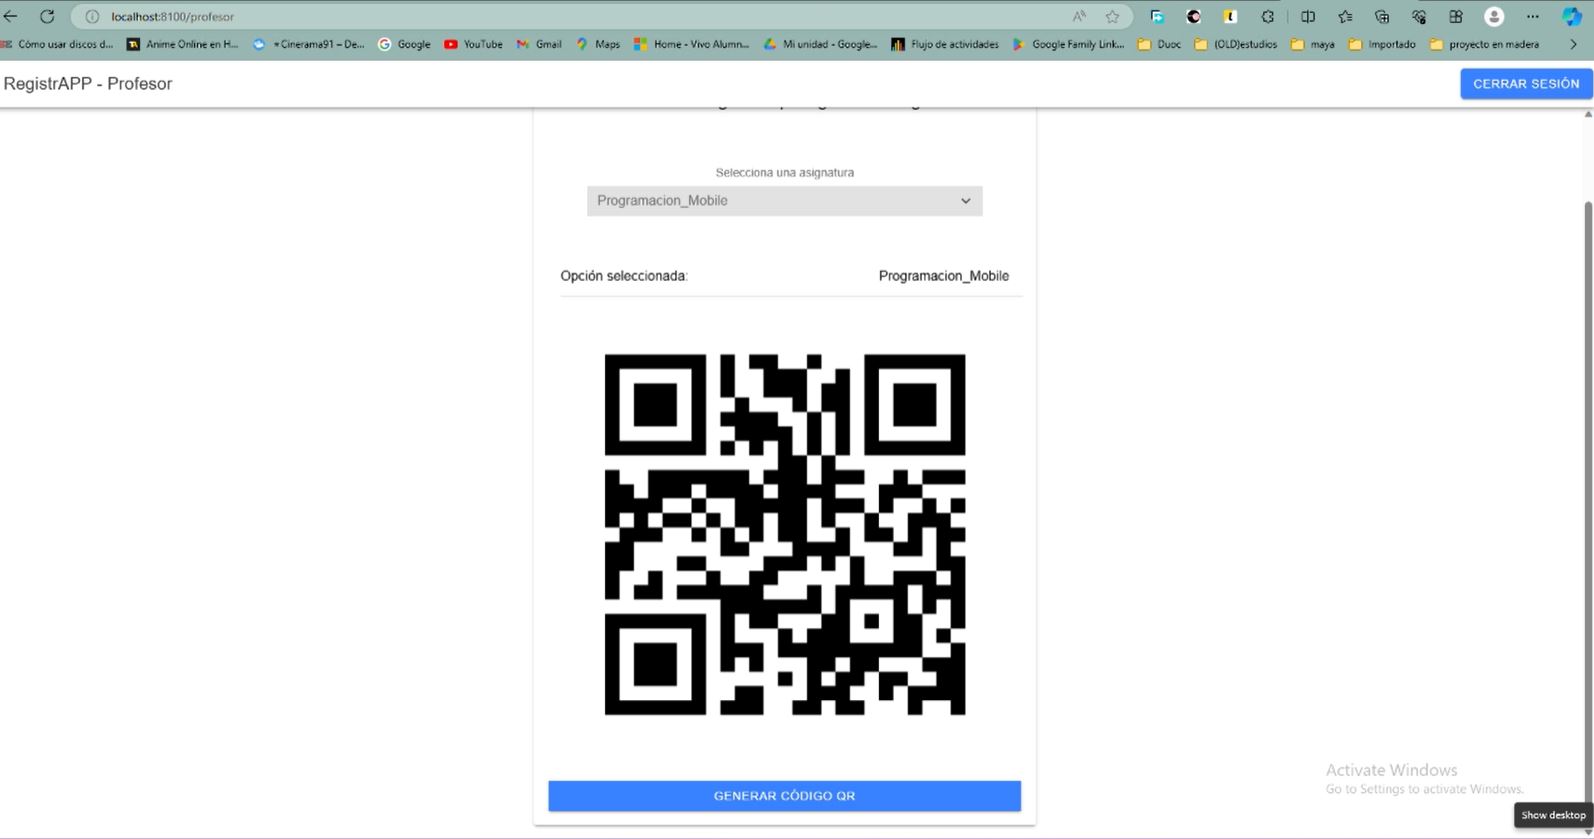 localhost:8100/profesor
Cómo usar discos d... Anime Online en H... »Cinerama91 – De... Google YouTube Gmail Maps Home - Vivo Alumn... Mi unidad - Google... Flujo de actividades Google Family Link... Duoc (OLD)estudios maya Importado proyecto en madera
RegistrAPP - Profesor
CERRAR SESIÓN
Selecciona una asignatura
Programacion_Mobile
Opción seleccionada: Programacion_Mobile
GENERAR CÓDIGO QR
Activate Windows
Go to Settings to activate Windows.
Show desktop